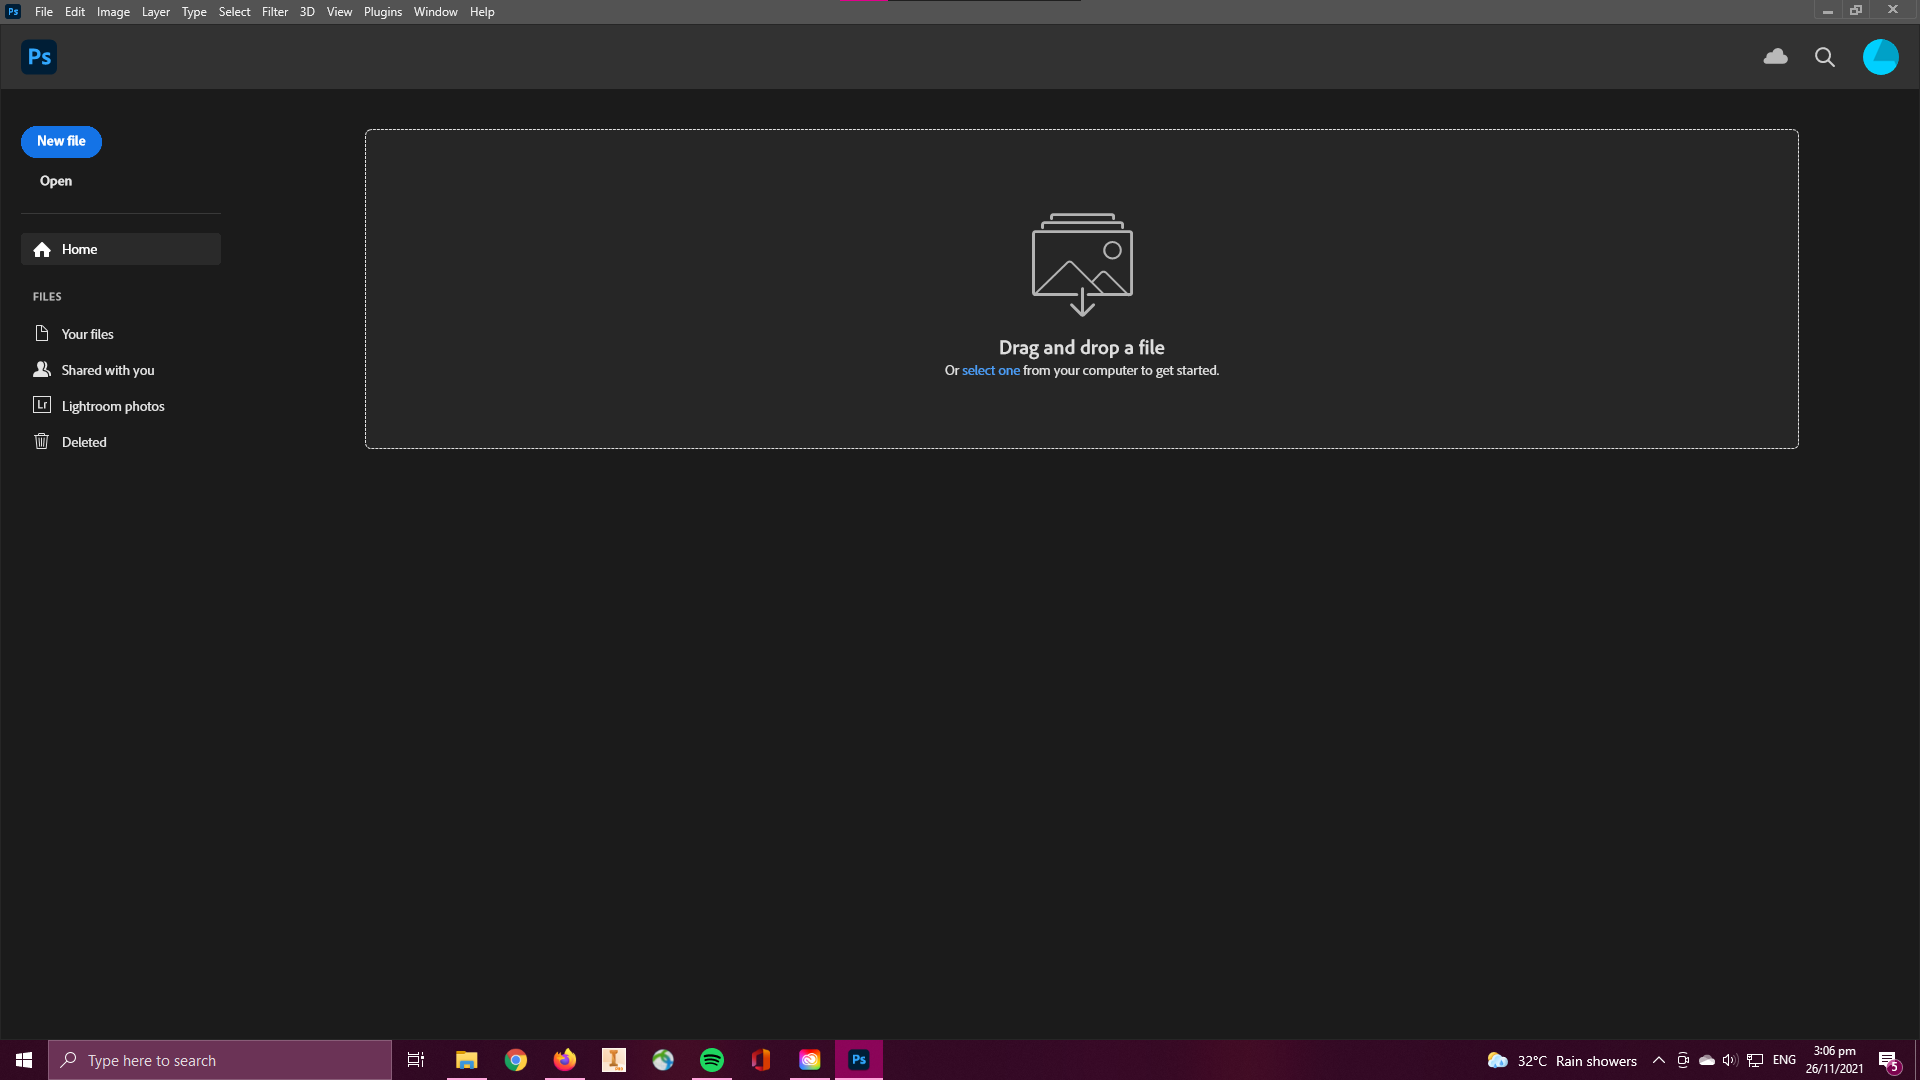 Ps File Edit Image Layer Type Select Filter 3D View Plugins Window Help
Ps
New file
Open
Home
FILES
Your files
Shared with you
Lr Lightroom photos
Deleted
Drag and drop a file
Or select one from your computer to get started.
Type here to search
Ps
32°C Rain showers
ENG
3:06 pm
26/11/2021
5